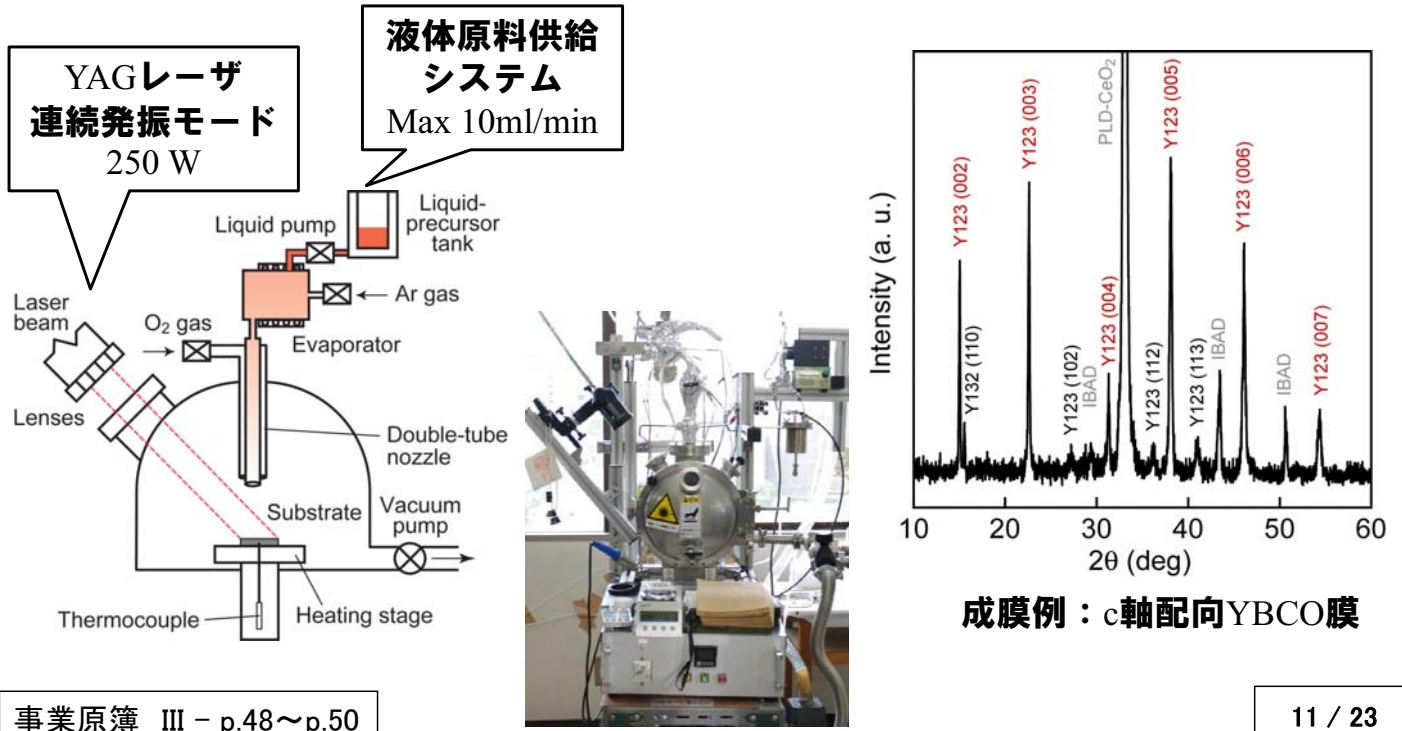 YAGレーザ
連続発振モード
250 W
液体原料供給
システム
Max 10ml/min
Liquid pump
Liquid-
precursor
tank
Ar gas
Laser
beam
O₂ gas
Evaporator
Lenses
Double-tube
nozzle
Substrate
Vacuum
pump
Thermocouple
Heating stage
Intensity (a. u.)
Y123 (002)
Y132 (110)
Y123 (003)
Y123 (102)
IBAD
Y123 (004)
PLD-CeO₂
Y123 (112)
Y123 (005)
Y123 (113)
IBAD
Y123 (006)
IBAD
Y123 (007)
10 20 30 40 50 60
2θ (deg)
成膜例：c軸配向YBCO膜
事業原簿 Ⅲ − p.48～p.50
11 / 23